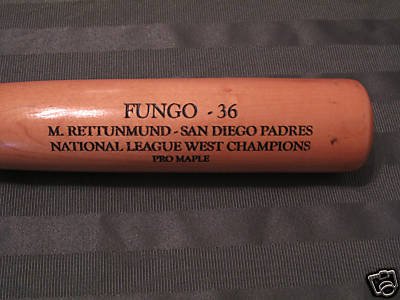 FUNGO - 36
M. RETTUNMUND - SAN DIEGO PADRES
NATIONAL LEAGUE WEST CHAMPIONS
PRO MAPLE